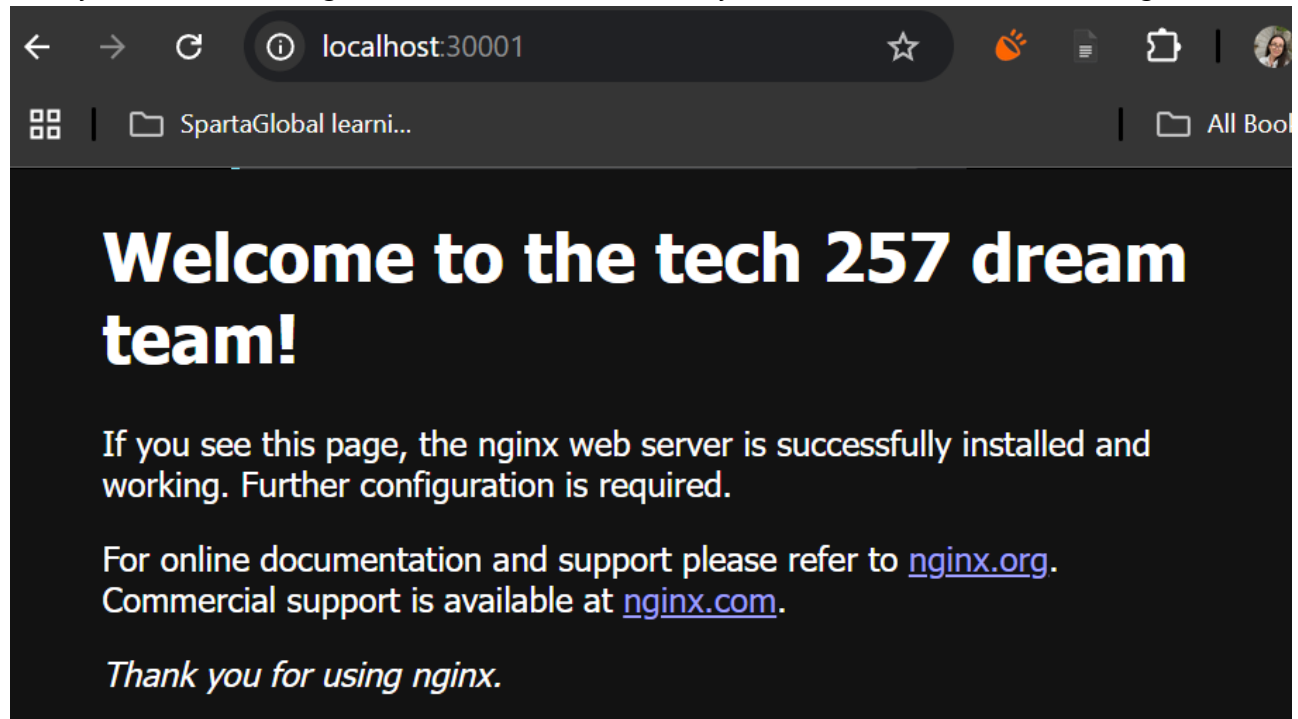 localhost:30001
SpartaGlobal learni...
All Book
Welcome to the tech 257 dream
team!
If you see this page, the nginx web server is successfully installed and
working. Further configuration is required.
For online documentation and support please refer to nginx.org.
Commercial support is available at nginx.com.
Thank you for using nginx.